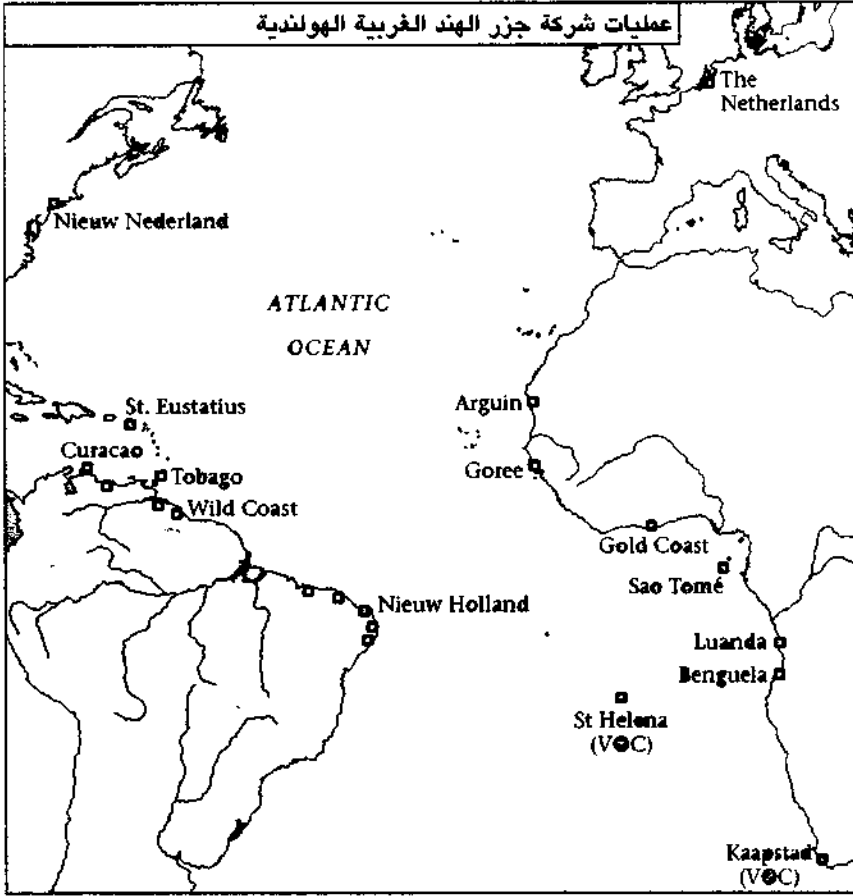 عمليات شركة جزر الهند الغربية الهولندية
The
Netherlands
Nieuw Nederland
ATLANTIC
OCEAN
St. Eustatius
Arguin
Curacao
Goree
Tobago
Wild Coast
Gold Coast
Sao Tomé
Nieuw Holland
Luanda
Benguela
St Helena
(VOC)
Kaapstad
(VOC)